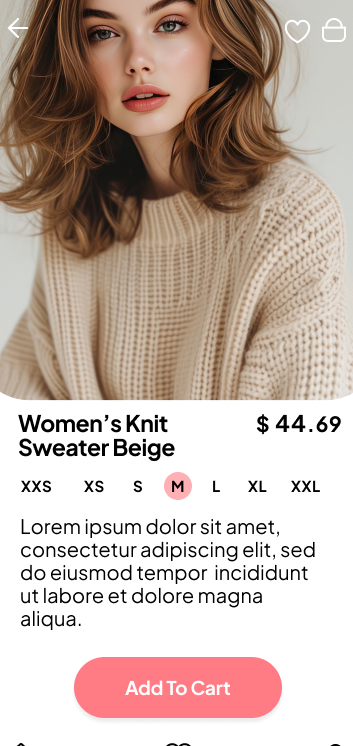 Women’s Knit
Sweater Beige
$ 44.69
XXS XS S M L XL XXL
Lorem ipsum dolor sit amet,
consectetur adipiscing elit, sed
do eiusmod tempor  incididunt
ut labore et dolore magna
aliqua.
Add To Cart